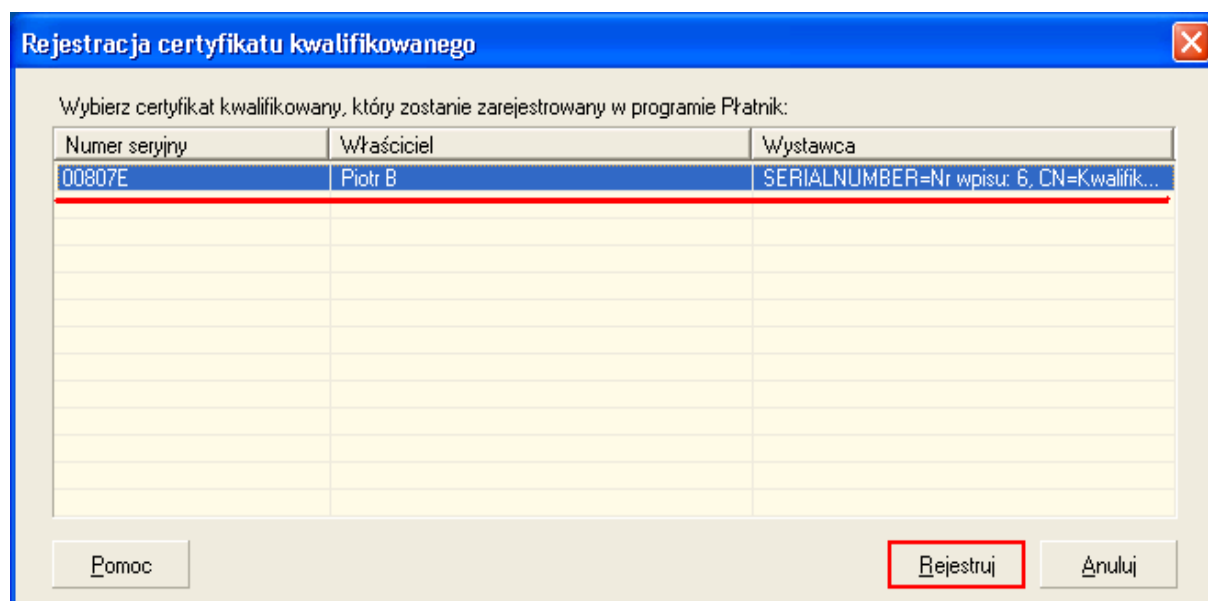 Rejestracja certyfikatu kwalifikowanego
Wybierz certyfikat kwalifikowany, który zostanie zarejestrowany w programie Płatnik:
Numer seryjny Właściciel Wystawca
00807E Piotr B SERIALNUMBER=Nr wpisu: 6, CN=Kwalifik...
Pomoc Rejestruj Anuluj